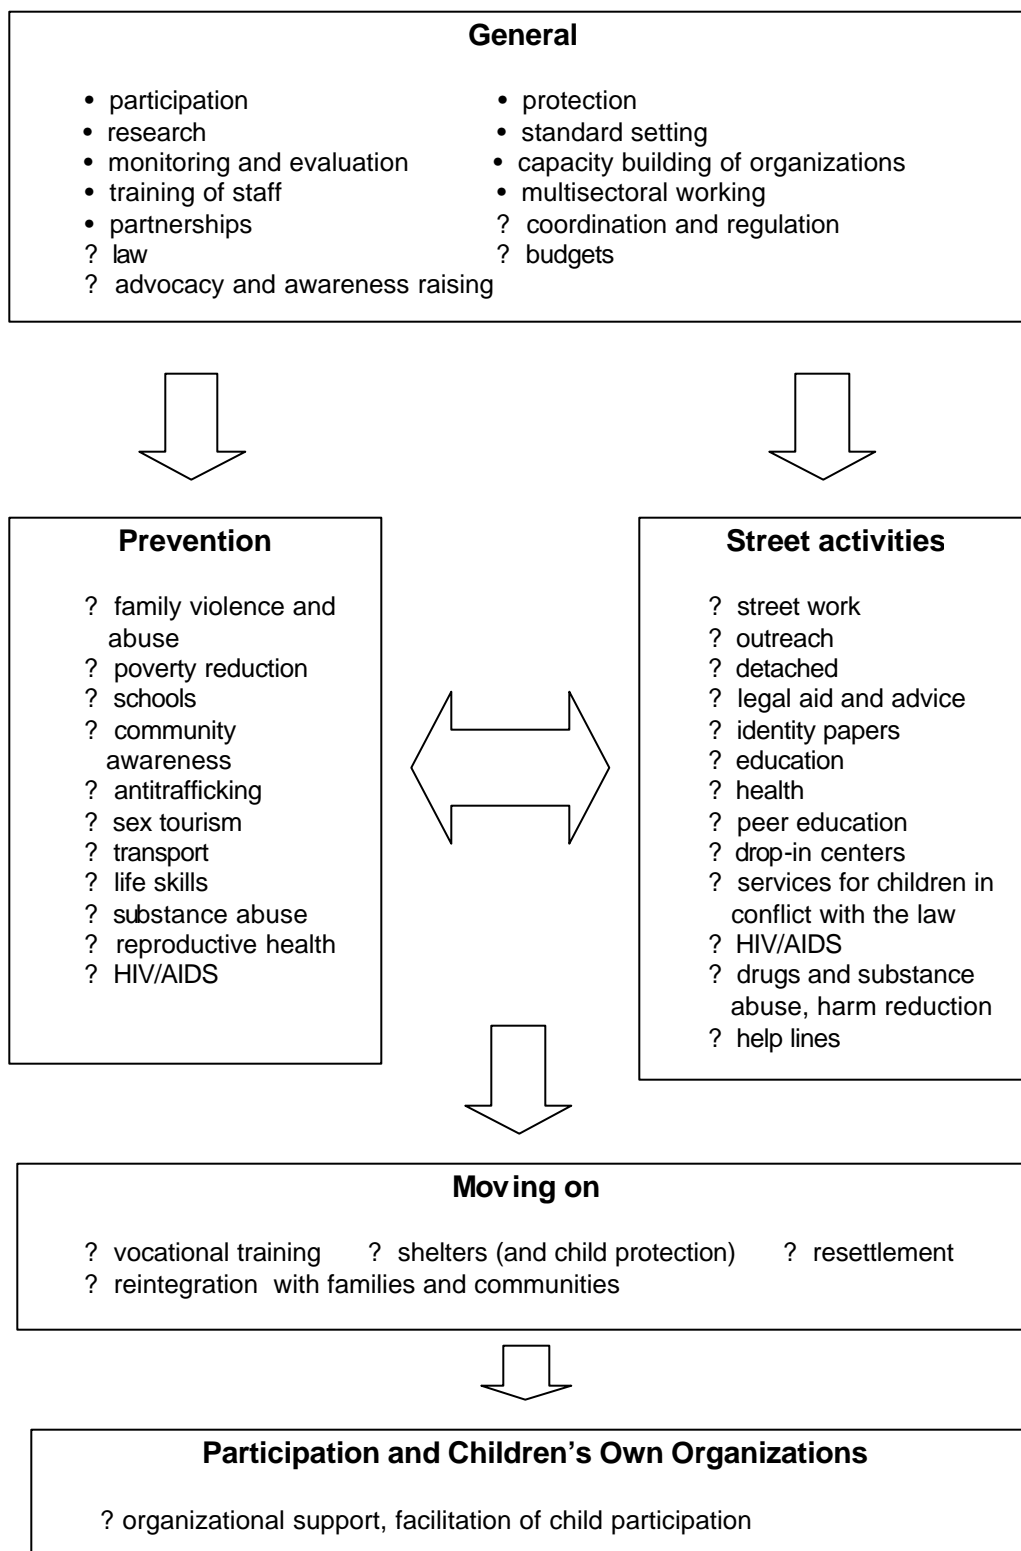 General
• participation
• research
• monitoring and evaluation
• training of staff
• partnerships
? law
? advocacy and awareness raising
• protection
• standard setting
• capacity building of organizations
• multisectoral working
? coordination and regulation
? budgets
Prevention
? family violence and
abuse
? poverty reduction
? schools
? community
awareness
? antitrafficking
? sex tourism
? transport
? life skills
? substance abuse
? reproductive health
? HIV/AIDS
Street activities
? street work
? outreach
? detached
? legal aid and advice
? identity papers
? education
? health
? peer education
? drop-in centers
? services for children in
conflict with the law
? HIV/AIDS
? drugs and substance
abuse, harm reduction
? help lines
Moving on
? vocational training ? shelters (and child protection) ? resettlement
? reintegration with families and communities
Participation and Children's Own Organizations
? organizational support, facilitation of child participation